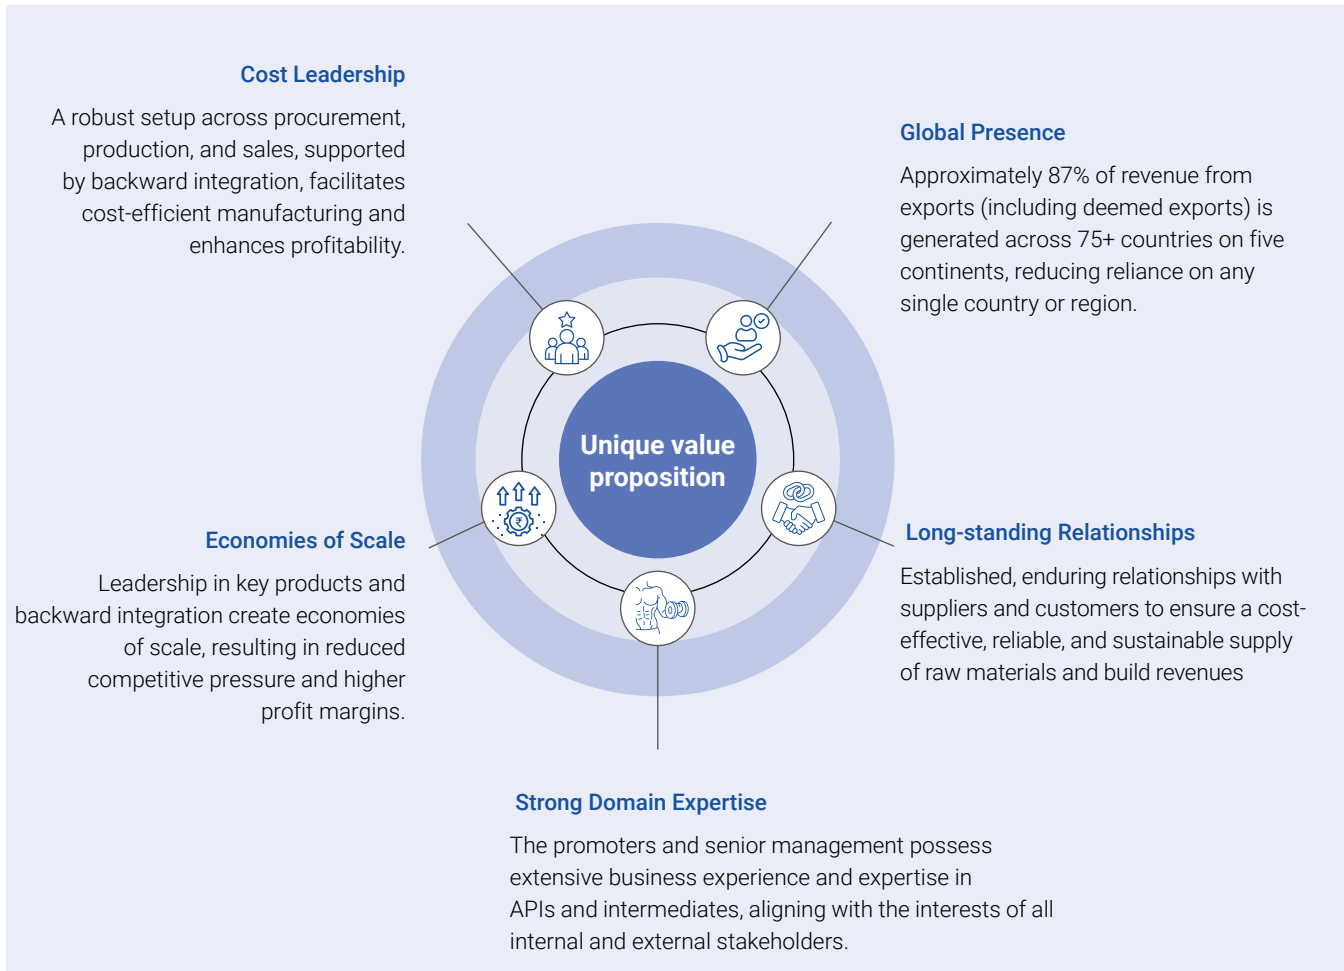 Cost Leadership
A robust setup across procurement,
production, and sales, supported
by backward integration, facilitates
cost-efficient manufacturing and
enhances profitability.
Global Presence
Approximately 87% of revenue from
exports (including deemed exports) is
generated across 75+ countries on five
continents, reducing reliance on any
single country or region.
Unique value
proposition
₹
Economies of Scale
Leadership in key products and
backward integration create economies
of scale, resulting in reduced
competitive pressure and higher
profit margins.
Long-standing Relationships
Established, enduring relationships with
suppliers and customers to ensure a cost-
effective, reliable, and sustainable supply
of raw materials and build revenues
Strong Domain Expertise
The promoters and senior management possess
extensive business experience and expertise in
APIs and intermediates, aligning with the interests of all
internal and external stakeholders.